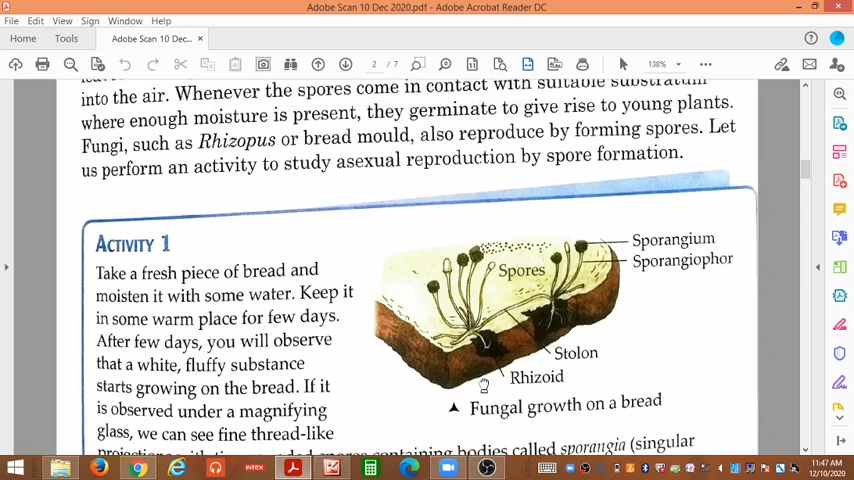 Adobe Scan 10 Dec 2020.pdf - Adobe Acrobat Reader DC
File Edit View Sign Window Help
Home Tools Adobe Scan 10 Dec... ×
2 / 7 138%
into the air. Whenever the spores come in contact with suitable substratum
where enough moisture is present, they germinate to give rise to young plants.
Fungi, such as Rhizopus or bread mould, also reproduce by forming spores. Let
us perform an activity to study asexual reproduction by spore formation.
ACTIVITY 1
Take a fresh piece of bread and
moisten it with some water. Keep it
in some warm place for few days.
After few days, you will observe
that a white, fluffy substance
starts growing on the bread. If it
is observed under a magnifying
glass, we can see fine thread-like
Sporangium
Sporangiophor
Spores
Stolon
Rhizoid
Fungal growth on a bread
spores containing bodies called sporangia (singular
INTEX
11:47 AM
12/10/2020